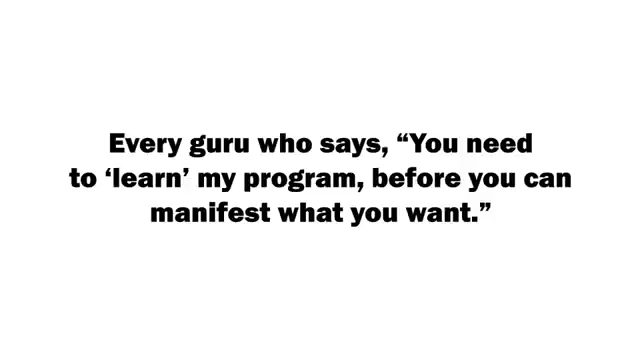 Every guru who says, “You need
to ‘learn’ my program, before you can
manifest what you want.”